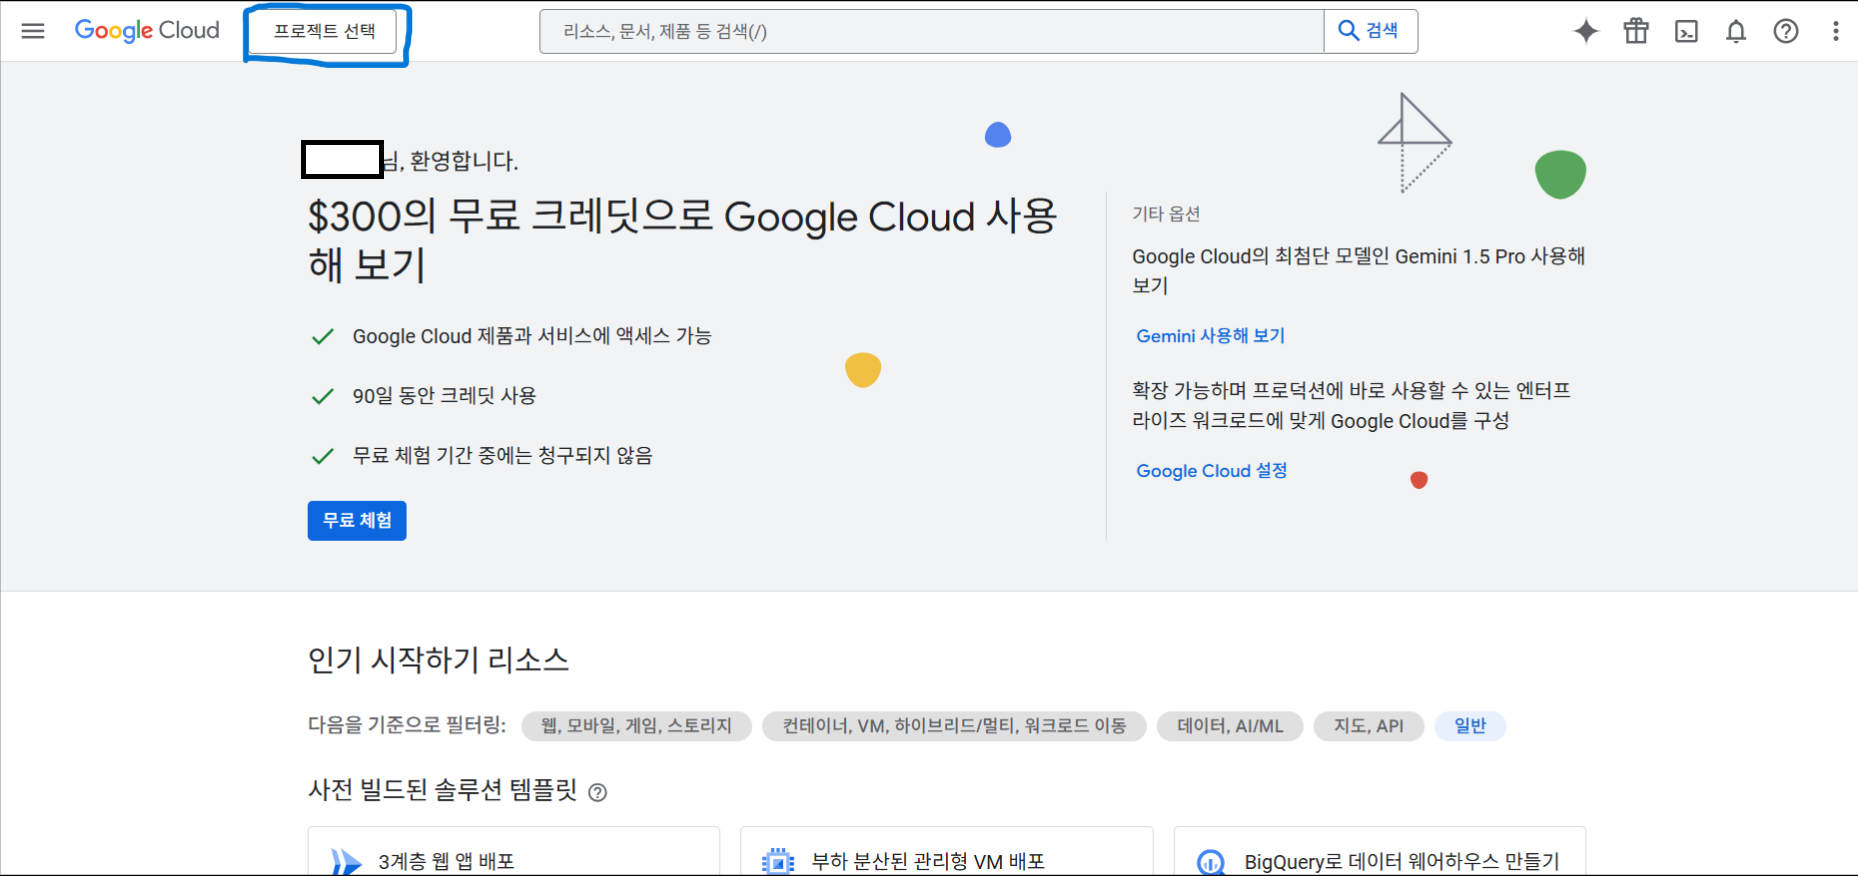 Google Cloud
프로젝트 선택
리소스, 문서, 제품 등 검색(/)
검색
님, 환영합니다.
$300의 무료 크레딧으로 Google Cloud 사용
해 보기
Google Cloud 제품과 서비스에 액세스 가능
90일 동안 크레딧 사용
무료 체험 기간 중에는 청구되지 않음
무료 체험
기타 옵션
Google Cloud의 최첨단 모델인 Gemini 1.5 Pro 사용해
보기
Gemini 사용해 보기
확장 가능하며 프로덕션에 바로 사용할 수 있는 엔터프
라이즈 워크로드에 맞게 Google Cloud를 구성
Google Cloud 설정
인기 시작하기 리소스
다음을 기준으로 필터링:
웹, 모바일, 게임, 스토리지
컨테이너, VM, 하이브리드/멀티, 워크로드 이동
데이터, AI/ML
지도, API
일반
사전 빌드된 솔루션 템플릿
3계층 웹 앱 배포
부하 분산된 관리형 VM 배포
BigQuery로 데이터 웨어하우스 만들기